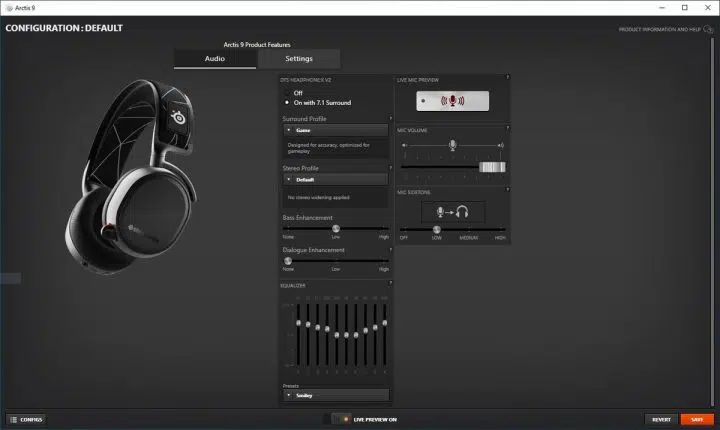 Arctis 9
CONFIGURATION : DEFAULT
PRODUCT INFORMATION AND HELP
Arctis 9 Product Features
Audio
Settings
DTS HEADPHONE:X V2
?
Off
On with 7.1 Surround
Surround Profile
?
Game
Designed for accuracy, optimized for
gameplay
Stereo Profile
?
Default
No stereo widening applied
Bass Enhancement
?
None
Low
High
Dialogue Enhancement
?
None
Low
High
EQUALIZER
?
Presets
Smiley
LIVE MIC PREVIEW
?
MIC VOLUME
?
MIC SIDETONE
?
OFF
LOW
MEDIUM
HIGH
CONFIGS
LIVE PREVIEW ON
REVERT
SAVE